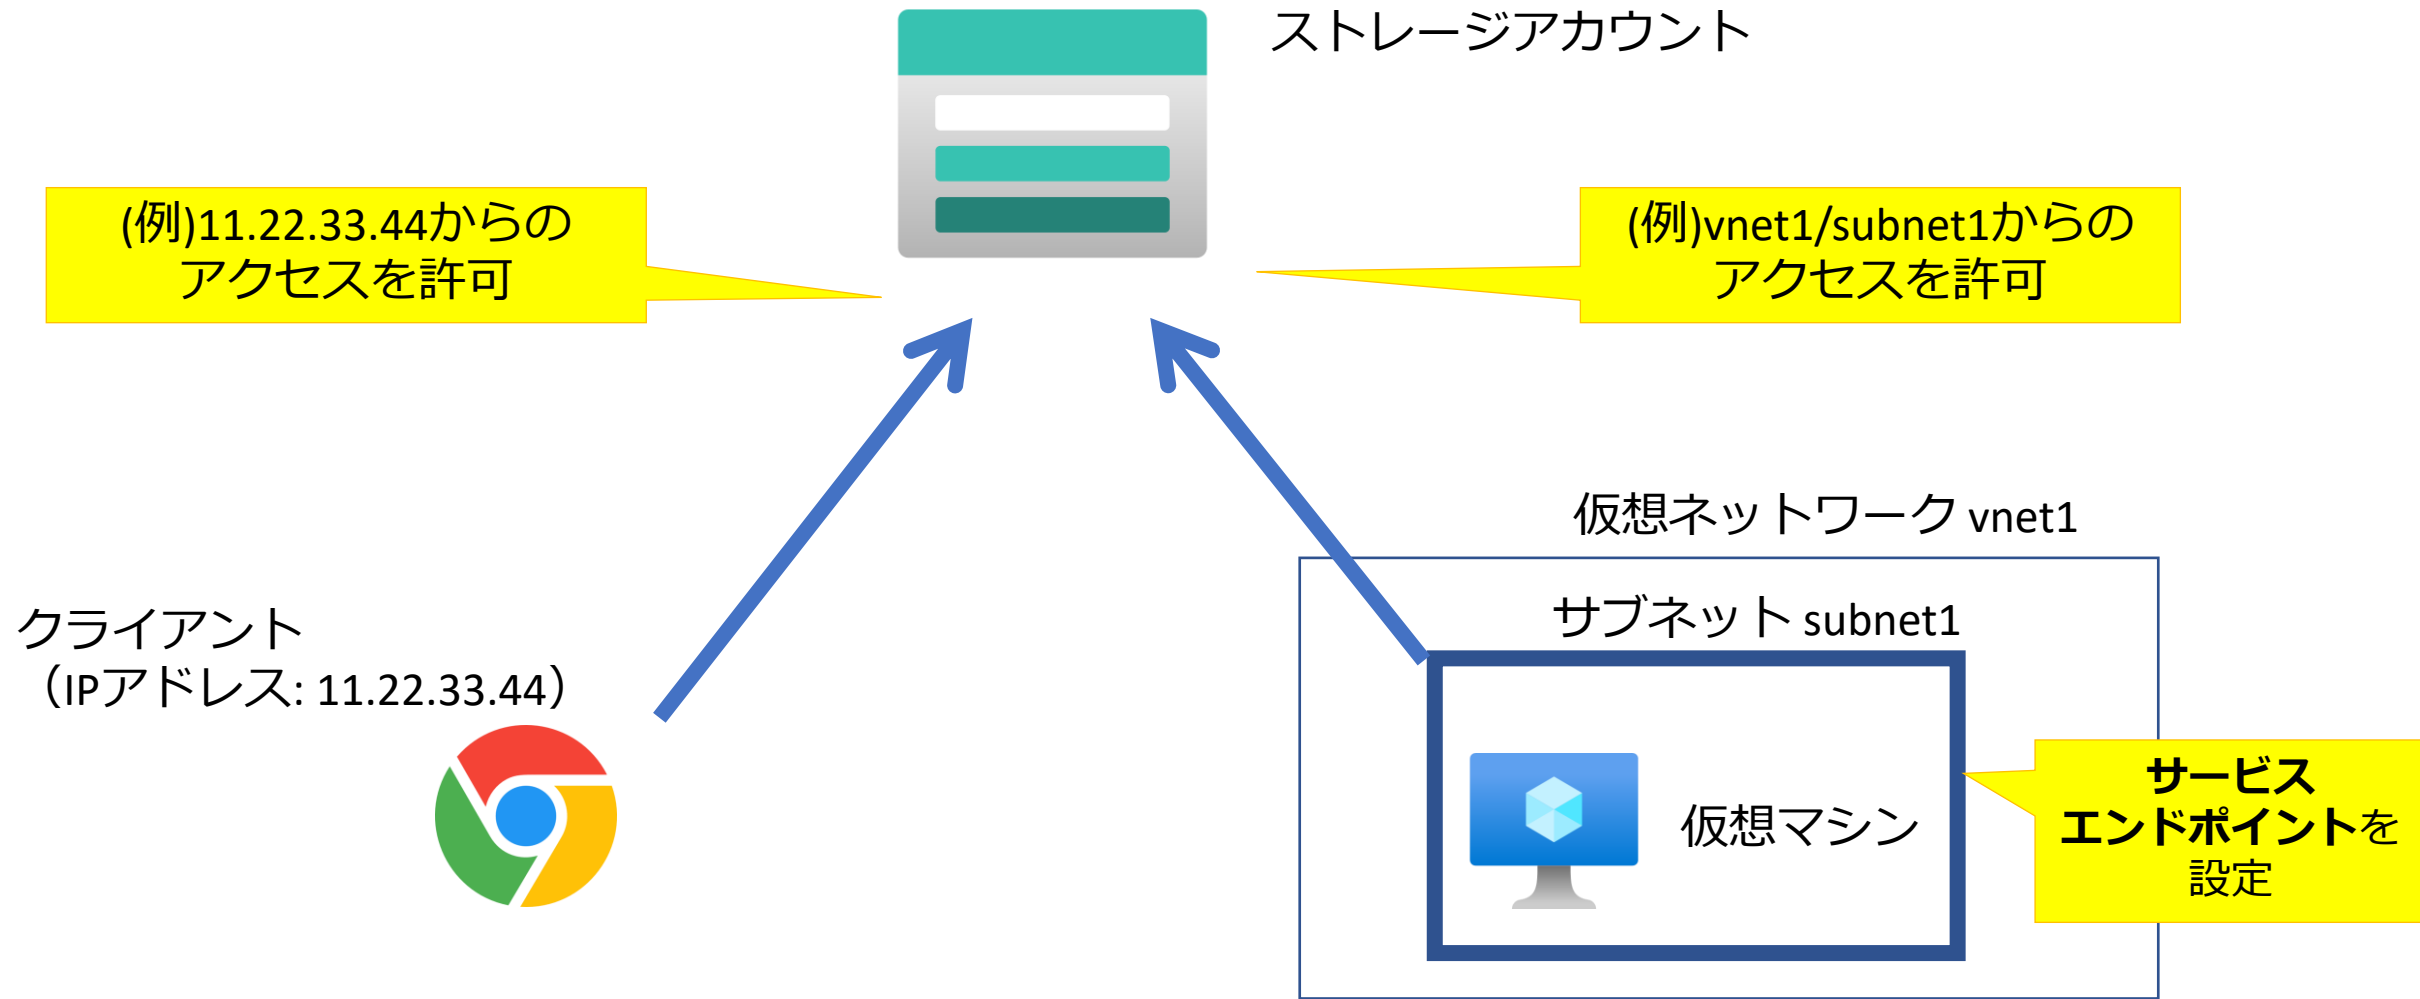 ストレージアカウント
(例)11.22.33.44からの
アクセスを許可
(例)vnet1/subnet1からの
アクセスを許可
仮想ネットワーク vnet1
サブネット subnet1
クライアント
（IPアドレス: 11.22.33.44）
仮想マシン
サービス
エンドポイントを
設定